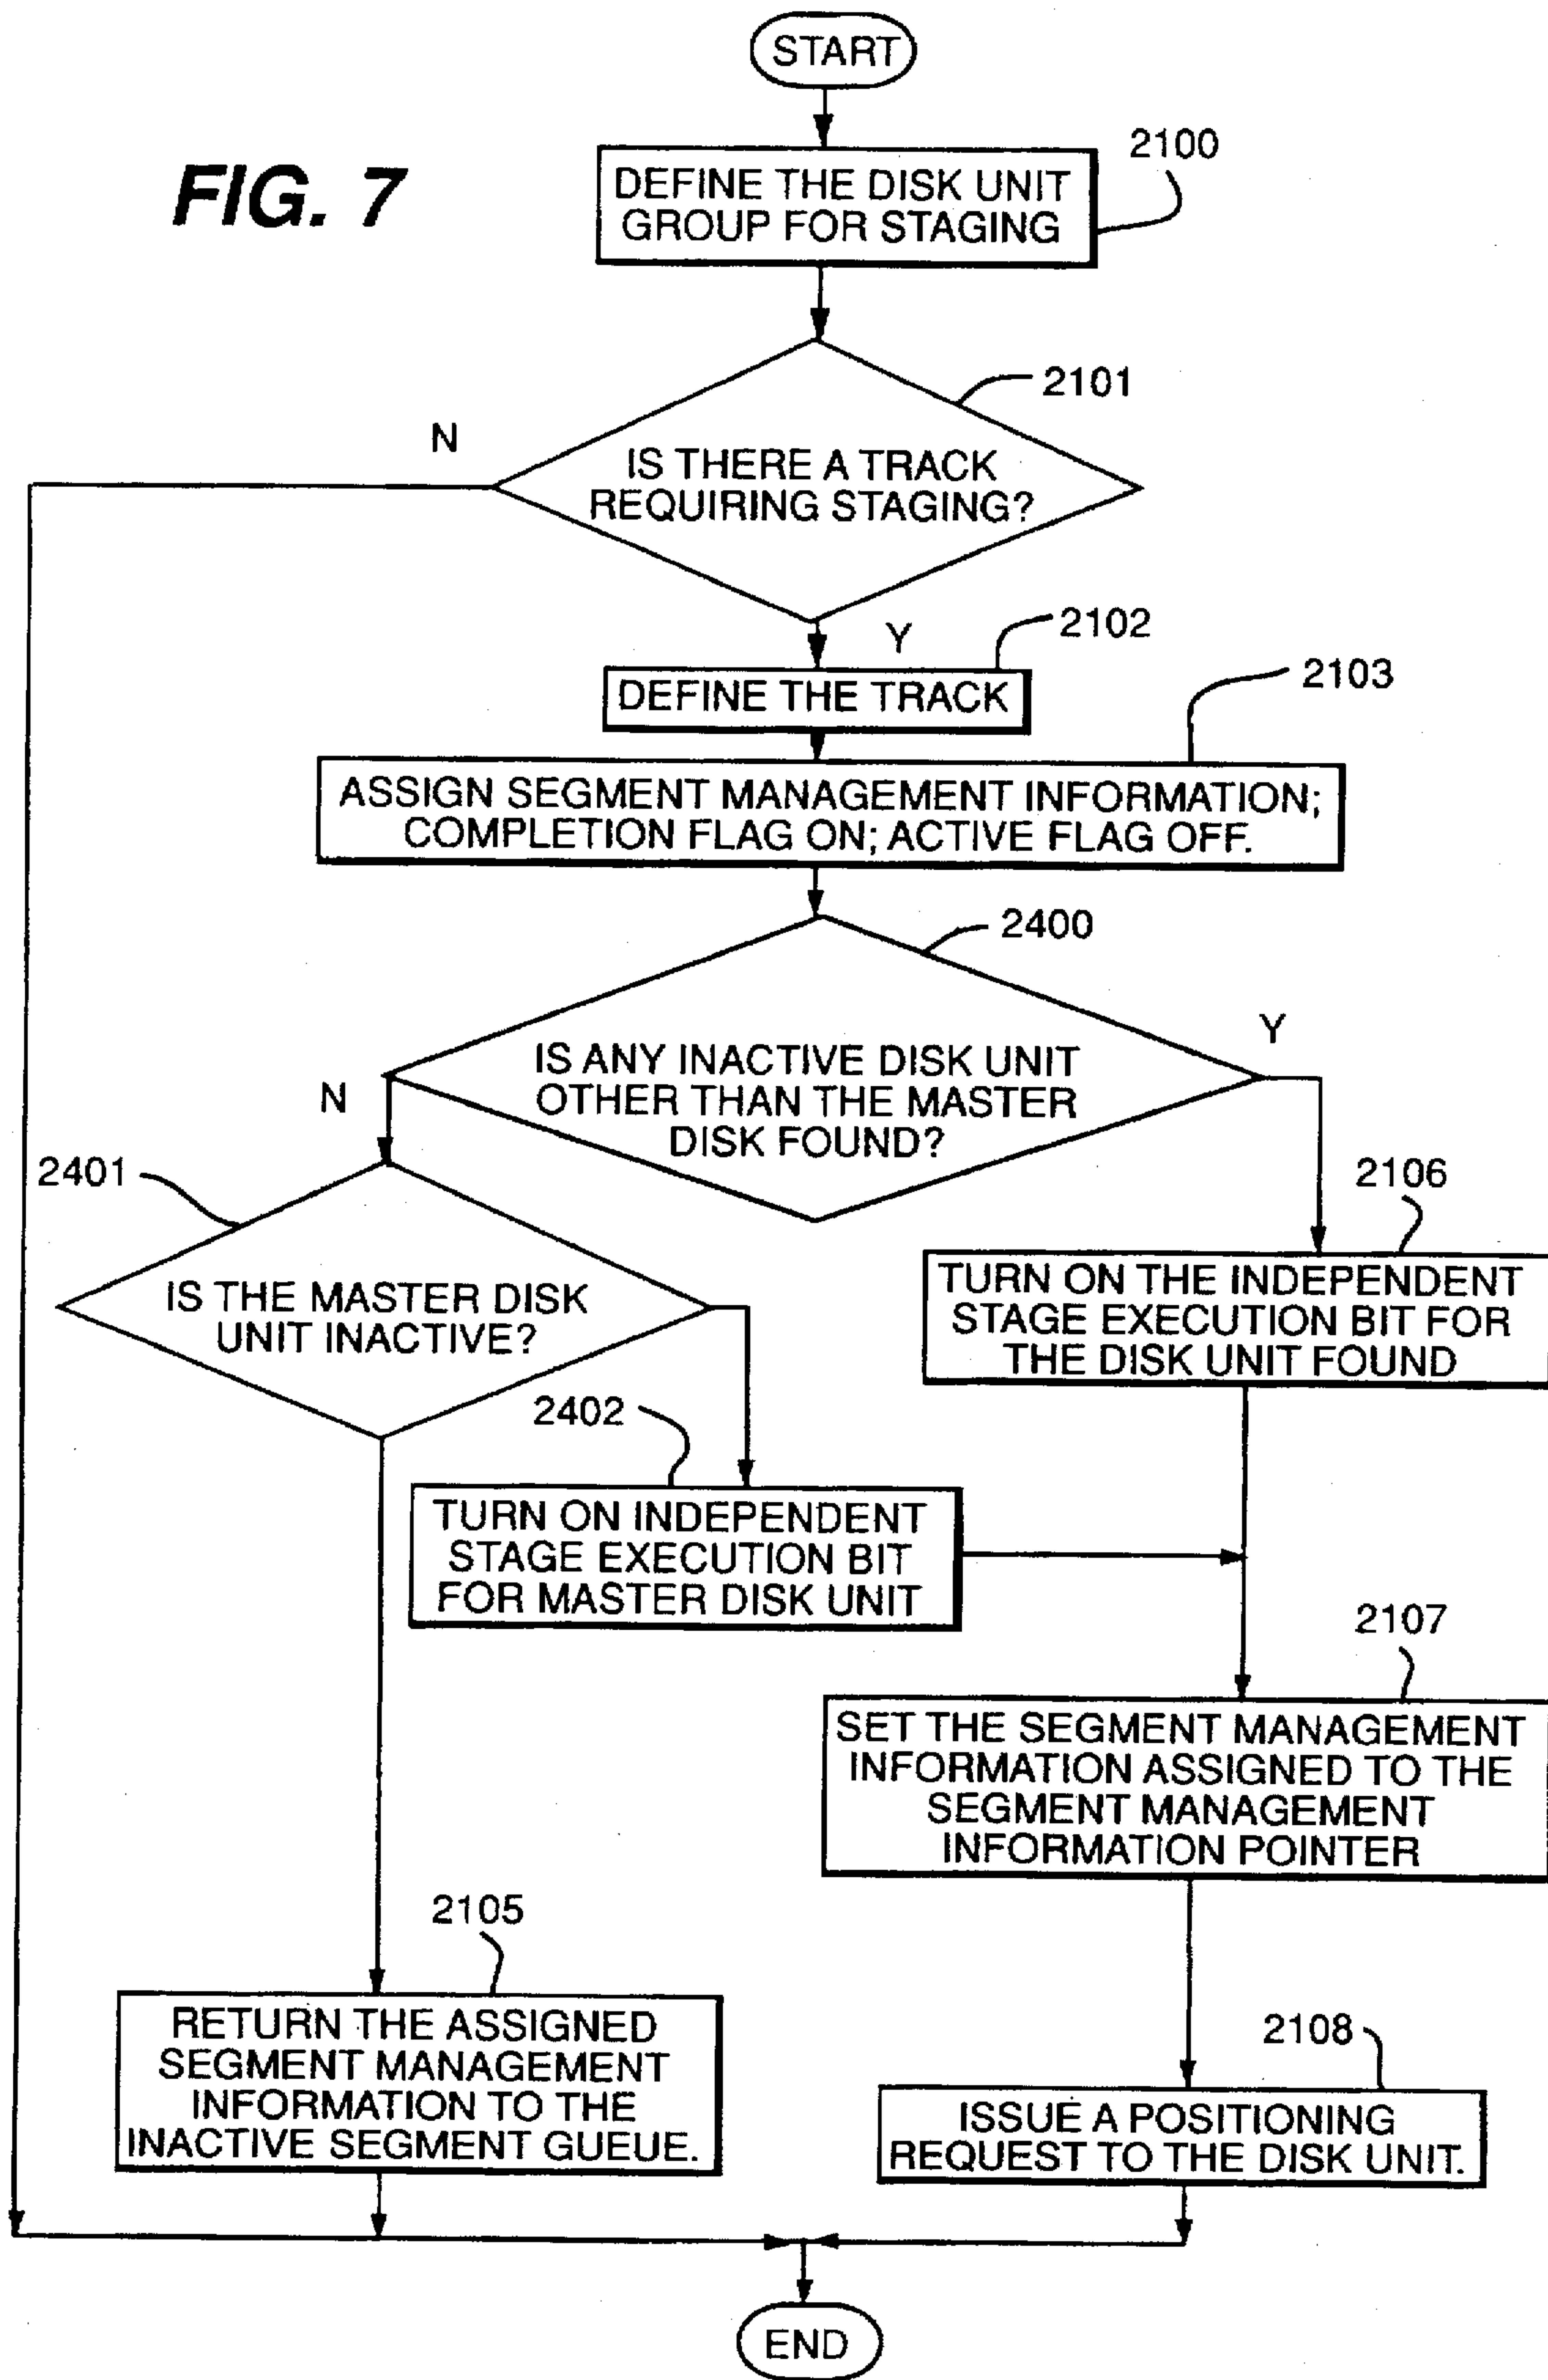 START
FIG. 7
2100
DEFINE THE DISK UNIT
GROUP FOR STAGING
2101
N
IS THERE A TRACK
REQUIRING STAGING?
Y
2102
DEFINE THE TRACK
2103
ASSIGN SEGMENT MANAGEMENT INFORMATION;
COMPLETION FLAG ON; ACTIVE FLAG OFF.
2400
Y
IS ANY INACTIVE DISK UNIT
OTHER THAN THE MASTER
DISK FOUND?
N
2401
IS THE MASTER DISK
UNIT INACTIVE?
2106
TURN ON THE INDEPENDENT
STAGE EXECUTION BIT FOR
THE DISK UNIT FOUND
2402
TURN ON INDEPENDENT
STAGE EXECUTION BIT
FOR MASTER DISK UNIT
2107
SET THE SEGMENT MANAGEMENT
INFORMATION ASSIGNED TO THE
SEGMENT MANAGEMENT
INFORMATION POINTER
2105
RETURN THE ASSIGNED
SEGMENT MANAGEMENT
INFORMATION TO THE
INACTIVE SEGMENT GUEUE.
2108
ISSUE A POSITIONING
REQUEST TO THE DISK UNIT.
END